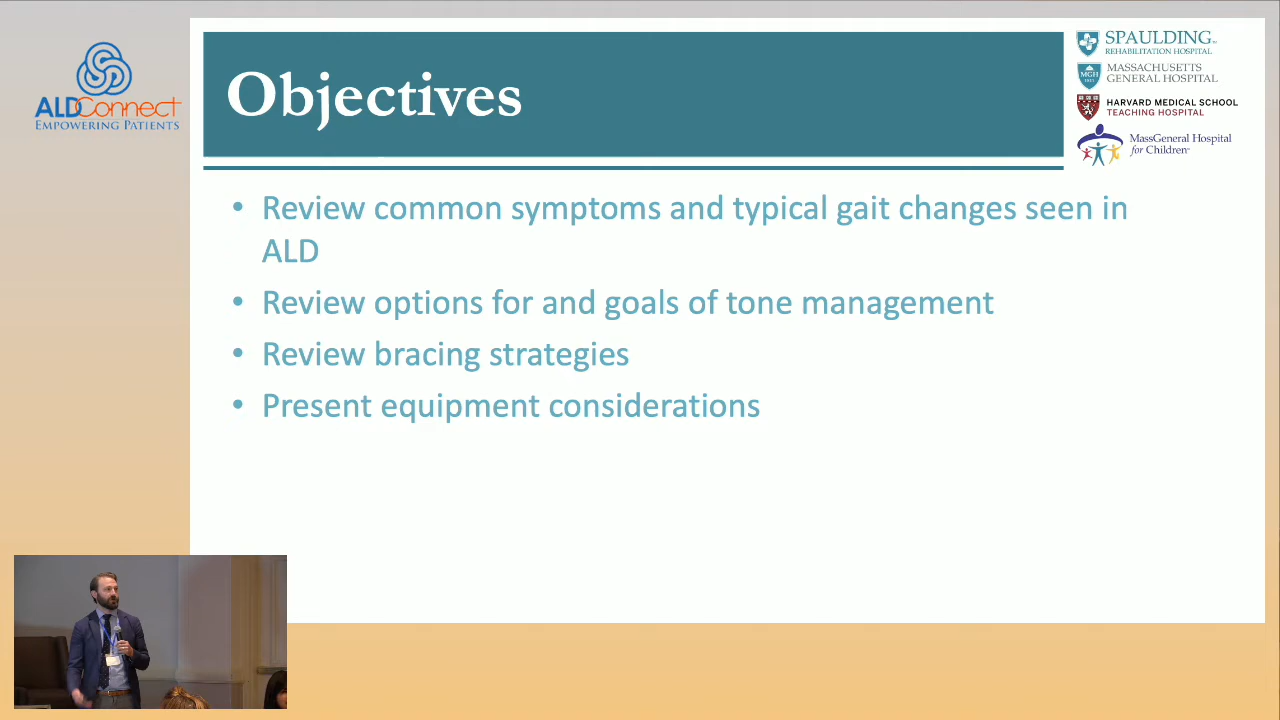 ALDConnect
EMPOWERING PATIENTS
Objectives
SPAULDING
REHABILITATION HOSPITAL
MGH
1811
MASSACHUSETTS
GENERAL HOSPITAL
HARVARD MEDICAL SCHOOL
TEACHING HOSPITAL
MassGeneral Hospital
for Children
• Review common symptoms and typical gait changes seen in
ALD
• Review options for and goals of tone management
• Review bracing strategies
• Present equipment considerations